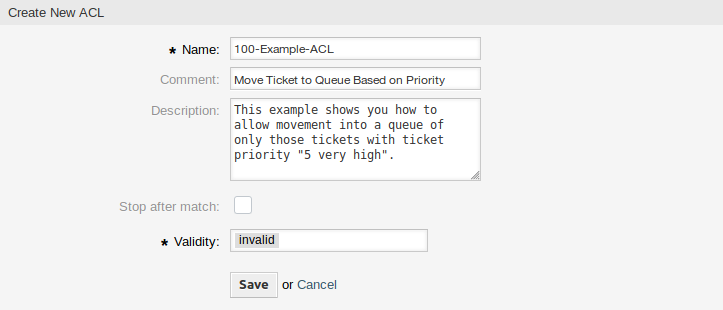 Create New ACL
* Name: 100-Example-ACL
Comment: Move Ticket to Queue Based on Priority
Description: This example shows you how to
allow movement into a queue of
only those tickets with ticket
priority "5 very high".
Stop after match:
* Validity: invalid
Save or Cancel